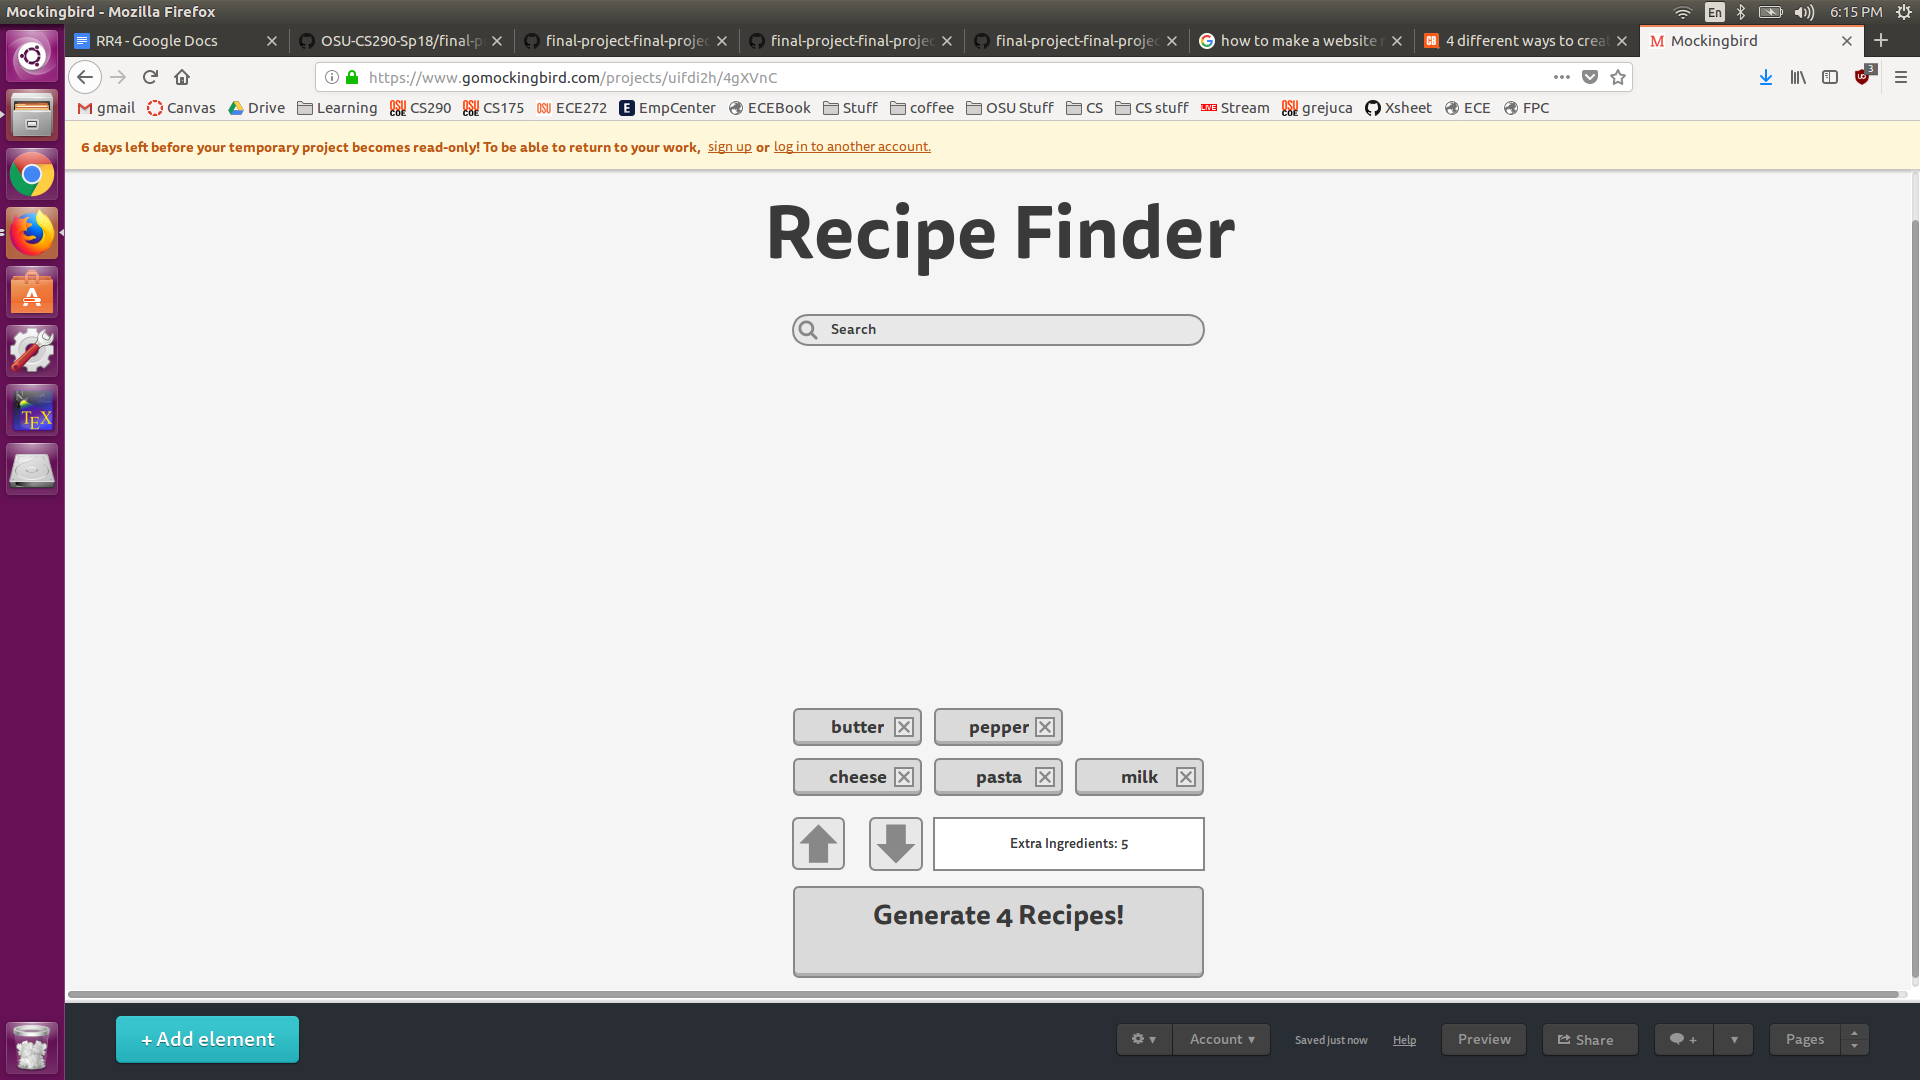 Mockingbird - Mozilla Firefox
En
6:15 PM
RR4 - Google Docs
OSU-CS290-Sp18/final-p
final-project-final-projec
final-project-final-projec
final-project-final-projec
how to make a website
4 different ways to creat
Mockingbird
https://www.gomockingbird.com/projects/uifdi2h/4gXVnC
3
gmail
Canvas
Drive
Learning
CS290
CS175
ECE272
EmpCenter
ECEBook
Stuff
coffee
OSU Stuff
CS
CS stuff
LIVE Stream
grejuca
Xsheet
ECE
FPC
6 days left before your temporary project becomes read-only! To be able to return to your work, sign up or log in to another account.
Recipe Finder
Search
butter
pepper
cheese
pasta
milk
Extra Ingredients: 5
Generate 4 Recipes!
+ Add element
Account
Saved just now
Help
Preview
Share
+
Pages